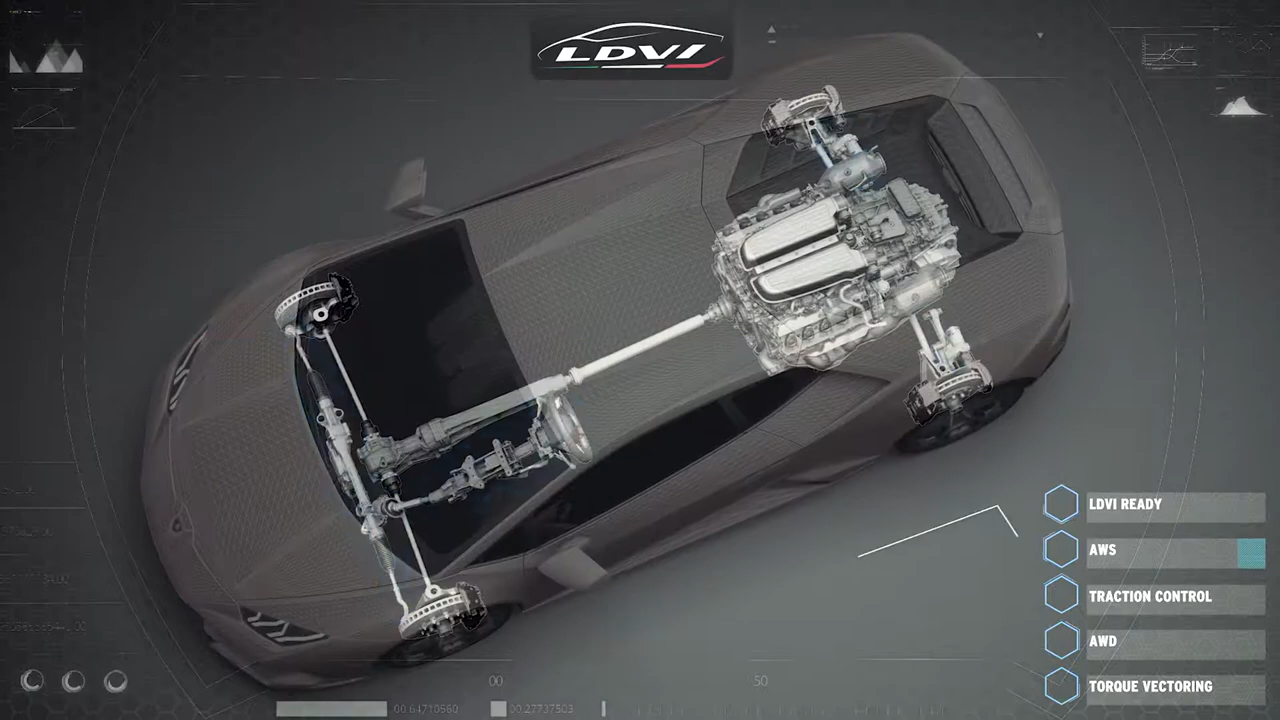 LDVI
LDVI READY
AWS
TRACTION CONTROL
AWD
TORQUE VECTORING
00
50
00.64710560
00.27737503